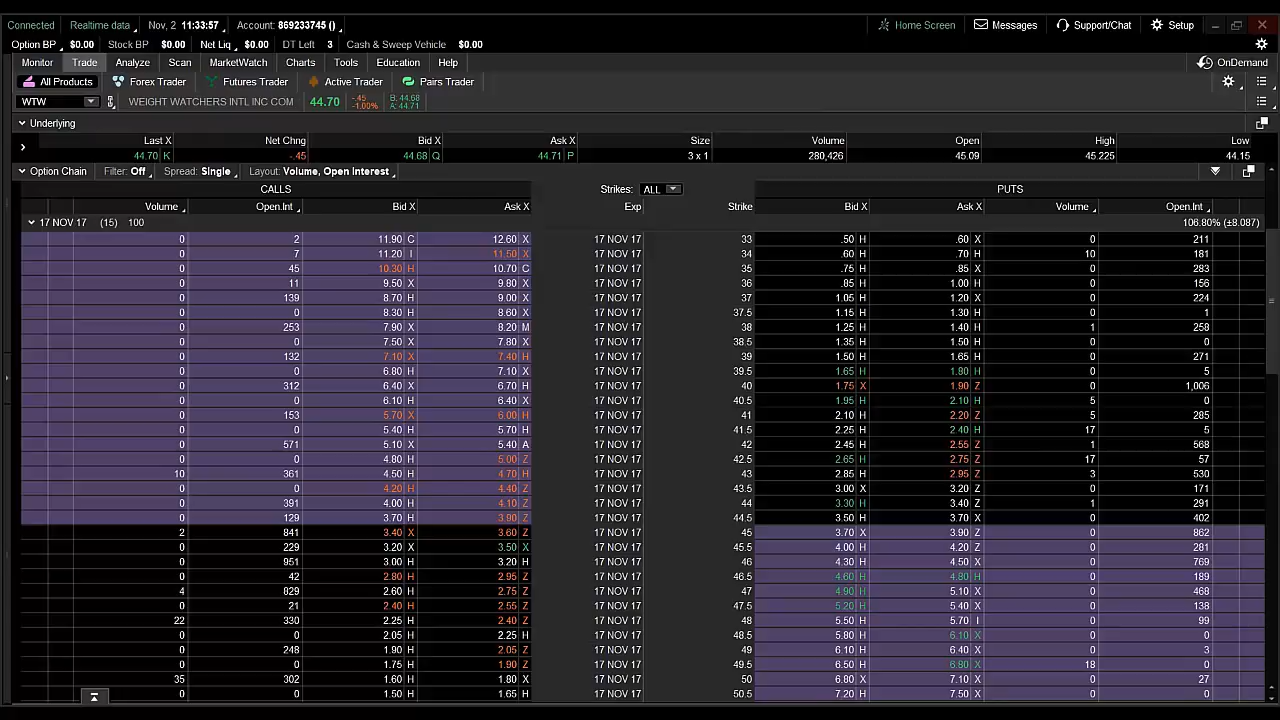 Connected Realtime data Nov, 2 11:33:57 Account: 869233745 () Home Screen Messages Support/Chat Setup
Option BP $0.00 Stock BP $0.00 Net Liq $0.00 DT Left 3 Cash & Sweep Vehicle $0.00
Monitor Trade Analyze Scan MarketWatch Charts Tools Education Help OnDemand
All Products Forex Trader Futures Trader Active Trader Pairs Trader
WTW WEIGHT WATCHERS INTL INC COM 44.70 -.45 -1.00% B: 44.68 A: 44.71
Underlying
Last X Net Chng Bid X Ask X Size Volume Open High Low
44.70 K -.45 44.68 Q 44.71 P 3 x 1 280,426 45.09 45.225 44.15
Option Chain Filter: Off Spread: Single Layout: Volume, Open Interest
CALLS Strikes: ALL PUTS
Volume Open.Int Bid X Ask X Exp Strike Bid X Ask X Volume Open.Int
17 NOV 17 (15) 100 106.80% (±8.087)
0 2 11.90 C 12.60 X 17 NOV 17 33 .50 H .60 X 0 211
0 7 11.20 I 11.50 X 17 NOV 17 34 .60 H .70 H 10 181
0 45 10.30 H 10.70 C 17 NOV 17 35 .75 H .85 X 0 283
0 11 9.50 X 9.80 X 17 NOV 17 36 .85 H 1.00 H 0 156
0 139 8.70 H 9.00 X 17 NOV 17 37 1.05 H 1.20 X 0 224
0 0 8.30 H 8.60 X 17 NOV 17 37.5 1.15 H 1.30 H 0 1
0 253 7.90 X 8.20 M 17 NOV 17 38 1.25 H 1.40 H 1 258
0 0 7.50 X 7.80 X 17 NOV 17 38.5 1.35 H 1.50 H 0 0
0 132 7.10 X 7.40 H 17 NOV 17 39 1.50 H 1.65 H 0 271
0 0 6.80 H 7.10 X 17 NOV 17 39.5 1.65 H 1.80 H 0 5
0 312 6.40 X 6.70 H 17 NOV 17 40 1.75 X 1.90 Z 0 1,006
0 0 6.10 H 6.40 X 17 NOV 17 40.5 1.95 H 2.10 H 5 0
0 153 5.70 X 6.00 H 17 NOV 17 41 2.10 H 2.20 Z 5 285
0 0 5.40 H 5.70 H 17 NOV 17 41.5 2.25 H 2.40 H 17 5
0 571 5.10 X 5.40 A 17 NOV 17 42 2.45 H 2.55 Z 1 568
0 0 4.80 H 5.00 Z 17 NOV 17 42.5 2.65 H 2.75 Z 17 57
10 361 4.50 H 4.70 H 17 NOV 17 43 2.85 H 2.95 Z 3 530
0 0 4.20 H 4.40 Z 17 NOV 17 43.5 3.00 X 3.20 Z 0 171
0 391 4.00 H 4.10 Z 17 NOV 17 44 3.30 H 3.40 Z 1 291
0 129 3.70 H 3.90 Z 17 NOV 17 44.5 3.50 H 3.70 X 0 402
2 841 3.40 X 3.60 Z 17 NOV 17 45 3.70 X 3.90 Z 0 862
0 229 3.20 X 3.50 X 17 NOV 17 45.5 4.00 H 4.20 Z 0 281
0 951 3.00 H 3.20 H 17 NOV 17 46 4.30 X 4.50 X 0 769
0 42 2.80 H 2.95 Z 17 NOV 17 46.5 4.60 H 4.80 H 0 189
4 829 2.60 H 2.75 Z 17 NOV 17 47 4.90 H 5.10 X 0 468
0 21 2.40 H 2.55 Z 17 NOV 17 47.5 5.20 H 5.40 X 0 138
22 330 2.25 H 2.40 Z 17 NOV 17 48 5.50 H 5.70 I 0 99
0 0 2.05 H 2.25 H 17 NOV 17 48.5 5.80 H 6.10 X 0 0
0 248 1.90 H 2.05 Z 17 NOV 17 49 6.10 H 6.40 X 0 3
0 0 1.75 H 1.90 Z 17 NOV 17 49.5 6.50 H 6.80 X 18 0
35 302 1.60 H 1.80 X 17 NOV 17 50 6.80 X 7.10 X 0 27
0 0 1.50 H 1.65 H 17 NOV 17 50.5 7.20 H 7.50 X 0 0